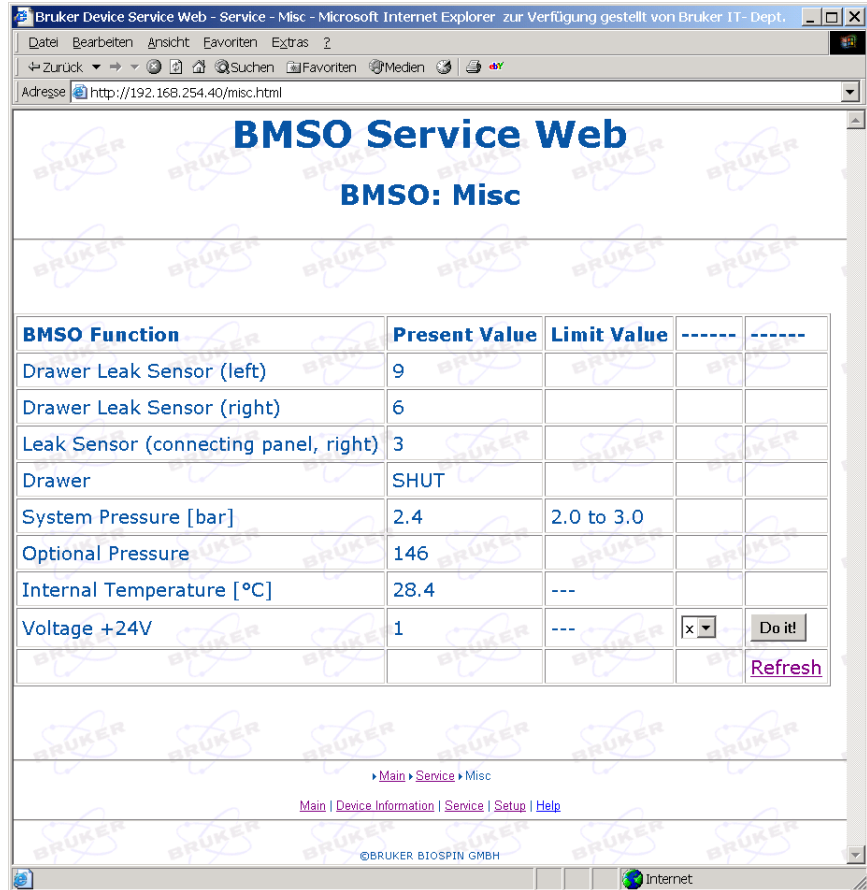 Bruker Device Service Web - Service - Misc - Microsoft Internet Explorer zur Verfügung gestellt von Bruker IT- Dept.
Datei Bearbeiten Ansicht Favoriten Extras ?
Zurück Suchen Favoriten Medien
Adresse http://192.168.254.40/misc.html
BMSO Service Web
BMSO: Misc
BMSO Function Present Value Limit Value ------ ------
Drawer Leak Sensor (left) 9
Drawer Leak Sensor (right) 6
Leak Sensor (connecting panel, right) 3
Drawer SHUT
System Pressure [bar] 2.4 2.0 to 3.0
Optional Pressure 146
Internal Temperature [°C] 28.4 ---
Voltage +24V 1 --- x Do it!
Refresh
Main Service Misc
Main | Device Information | Service | Setup | Help
©BRUKER BIOSPIN GMBH
Internet